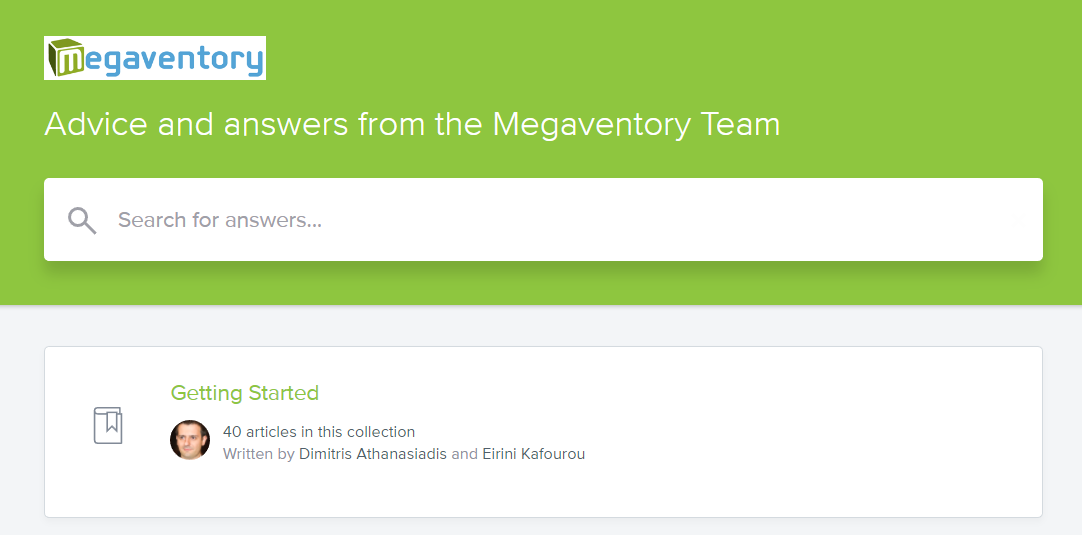 megaventory
Advice and answers from the Megaventory Team
Search for answers...
Getting Started
40 articles in this collection
Written by Dimitris Athanasiadis and Eirini Kafourou